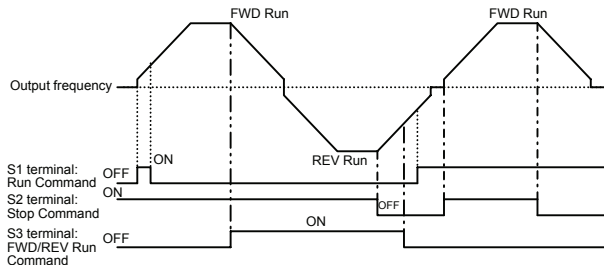 FWD Run
FWD Run
Output frequency
REV Run
ON
S1 terminal:
OFF
Run Command
ON
S2 terminal:
OFF
Stop Command
ON
S3 terminal:
OFF
FWD/REV Run
Command